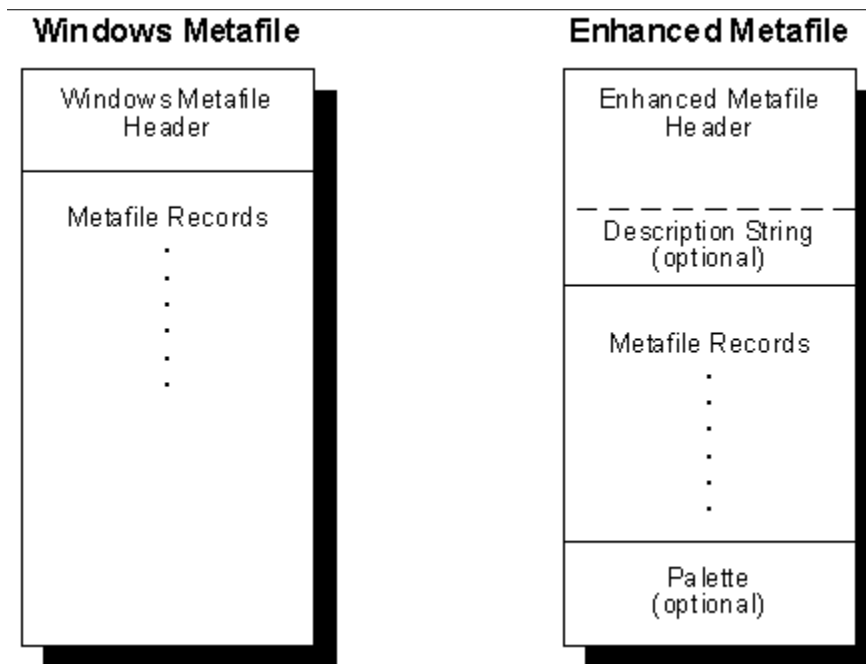 Windows Metafile
Windows Metafile
Header
Metafile Records
Enhanced Metafile
Enhanced Metafile
Header
Description String
(optional)
Metafile Records
Palette
(optional)